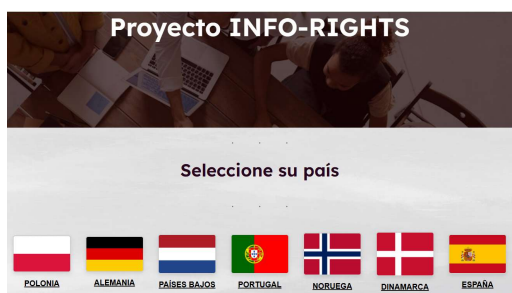 Proyecto INFO-RIGHTS
Seleccione su país
POLONIA
ALEMANIA
PAÍSES BAJOS
PORTUGAL
NORUEGA
DINAMARCA
ESPAÑA